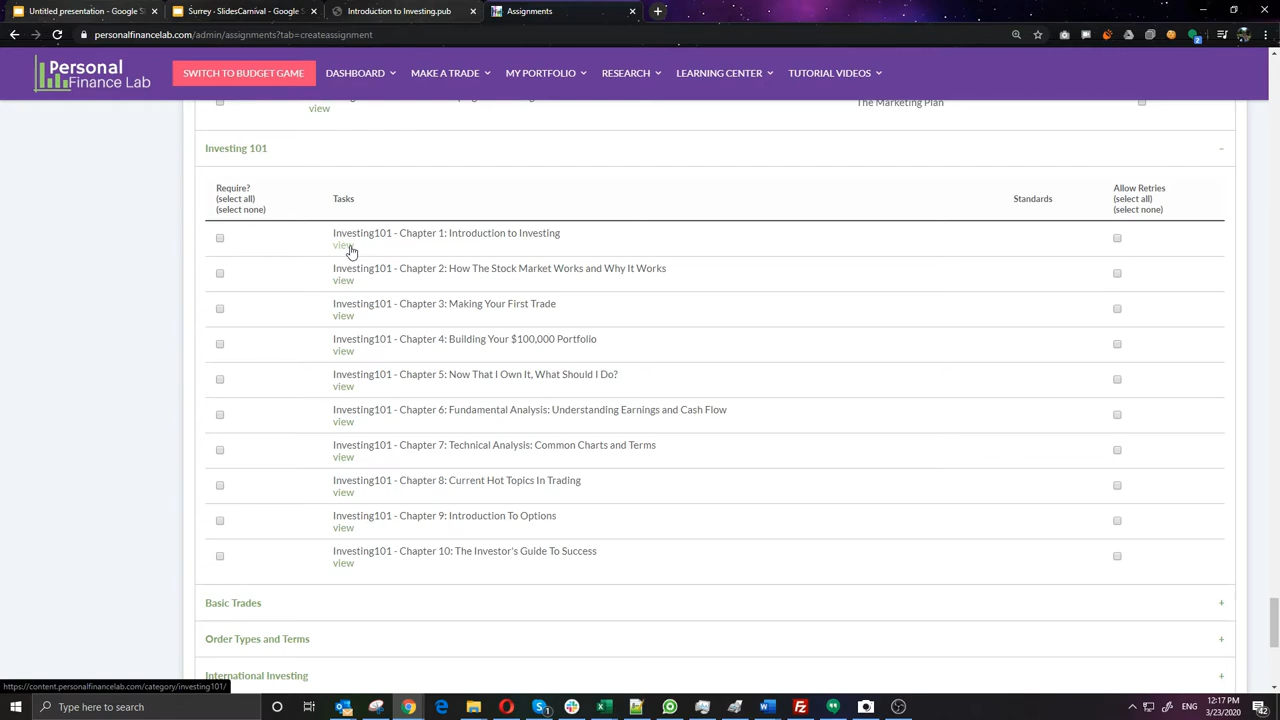 Untitled presentation - Google S
Survey-SlidesCarnival - Google S
Introduction to Investing.pub
Assignments
personalfinancelab.com/admin/assignments?tab=createassignment
Personal
Finance Lab
SWITCH TO BUDGET GAME
DASHBOARD
MAKE A TRADE
MY PORTFOLIO
RESEARCH
LEARNING CENTER
TUTORIAL VIDEOS
view
The Marketing Plan
Investing 101
Require?
(select all)
(select none)
Tasks
Standards
Allow Retries
(select all)
(select none)
Investing101 - Chapter 1: Introduction to Investing
view
Investing101 - Chapter 2: How The Stock Market Works and Why It Works
view
Investing101 - Chapter 3: Making Your First Trade
view
Investing101 - Chapter 4: Building Your $100,000 Portfolio
view
Investing101 - Chapter 5: Now That I Own It, What Should I Do?
view
Investing101 - Chapter 6: Fundamental Analysis: Understanding Earnings and Cash Flow
view
Investing101 - Chapter 7: Technical Analysis: Common Charts and Terms
view
Investing101 - Chapter 8: Current Hot Topics In Trading
view
Investing101 - Chapter 9: Introduction To Options
view
Investing101 - Chapter 10: The Investor's Guide To Success
view
Basic Trades
Order Types and Terms
International Investing
https://content.personalfinancelab.com/category/investing101/
Type here to search
12:17 PM
3/23/2020